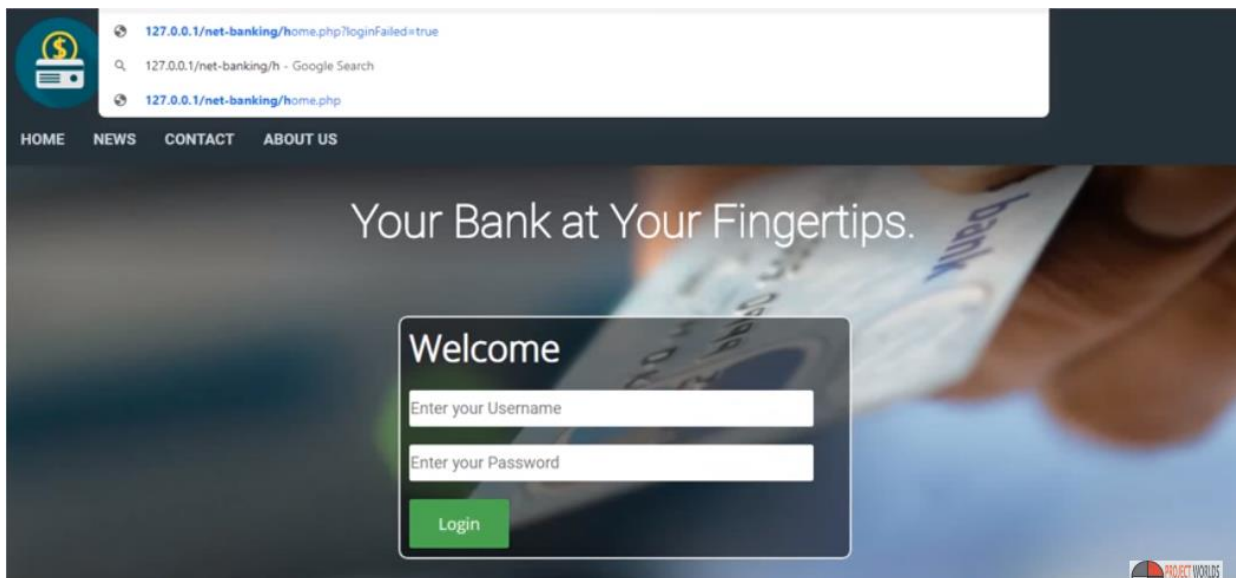 127.0.0.1/net-banking/home.php?loginFailed=true
127.0.0.1/net-banking/h - Google Search
127.0.0.1/net-banking/home.php
HOME NEWS CONTACT ABOUT US
Your Bank at Your Fingertips.
bank
Welcome
Enter your Username
Enter your Password
Login
PROJECT WORLDS